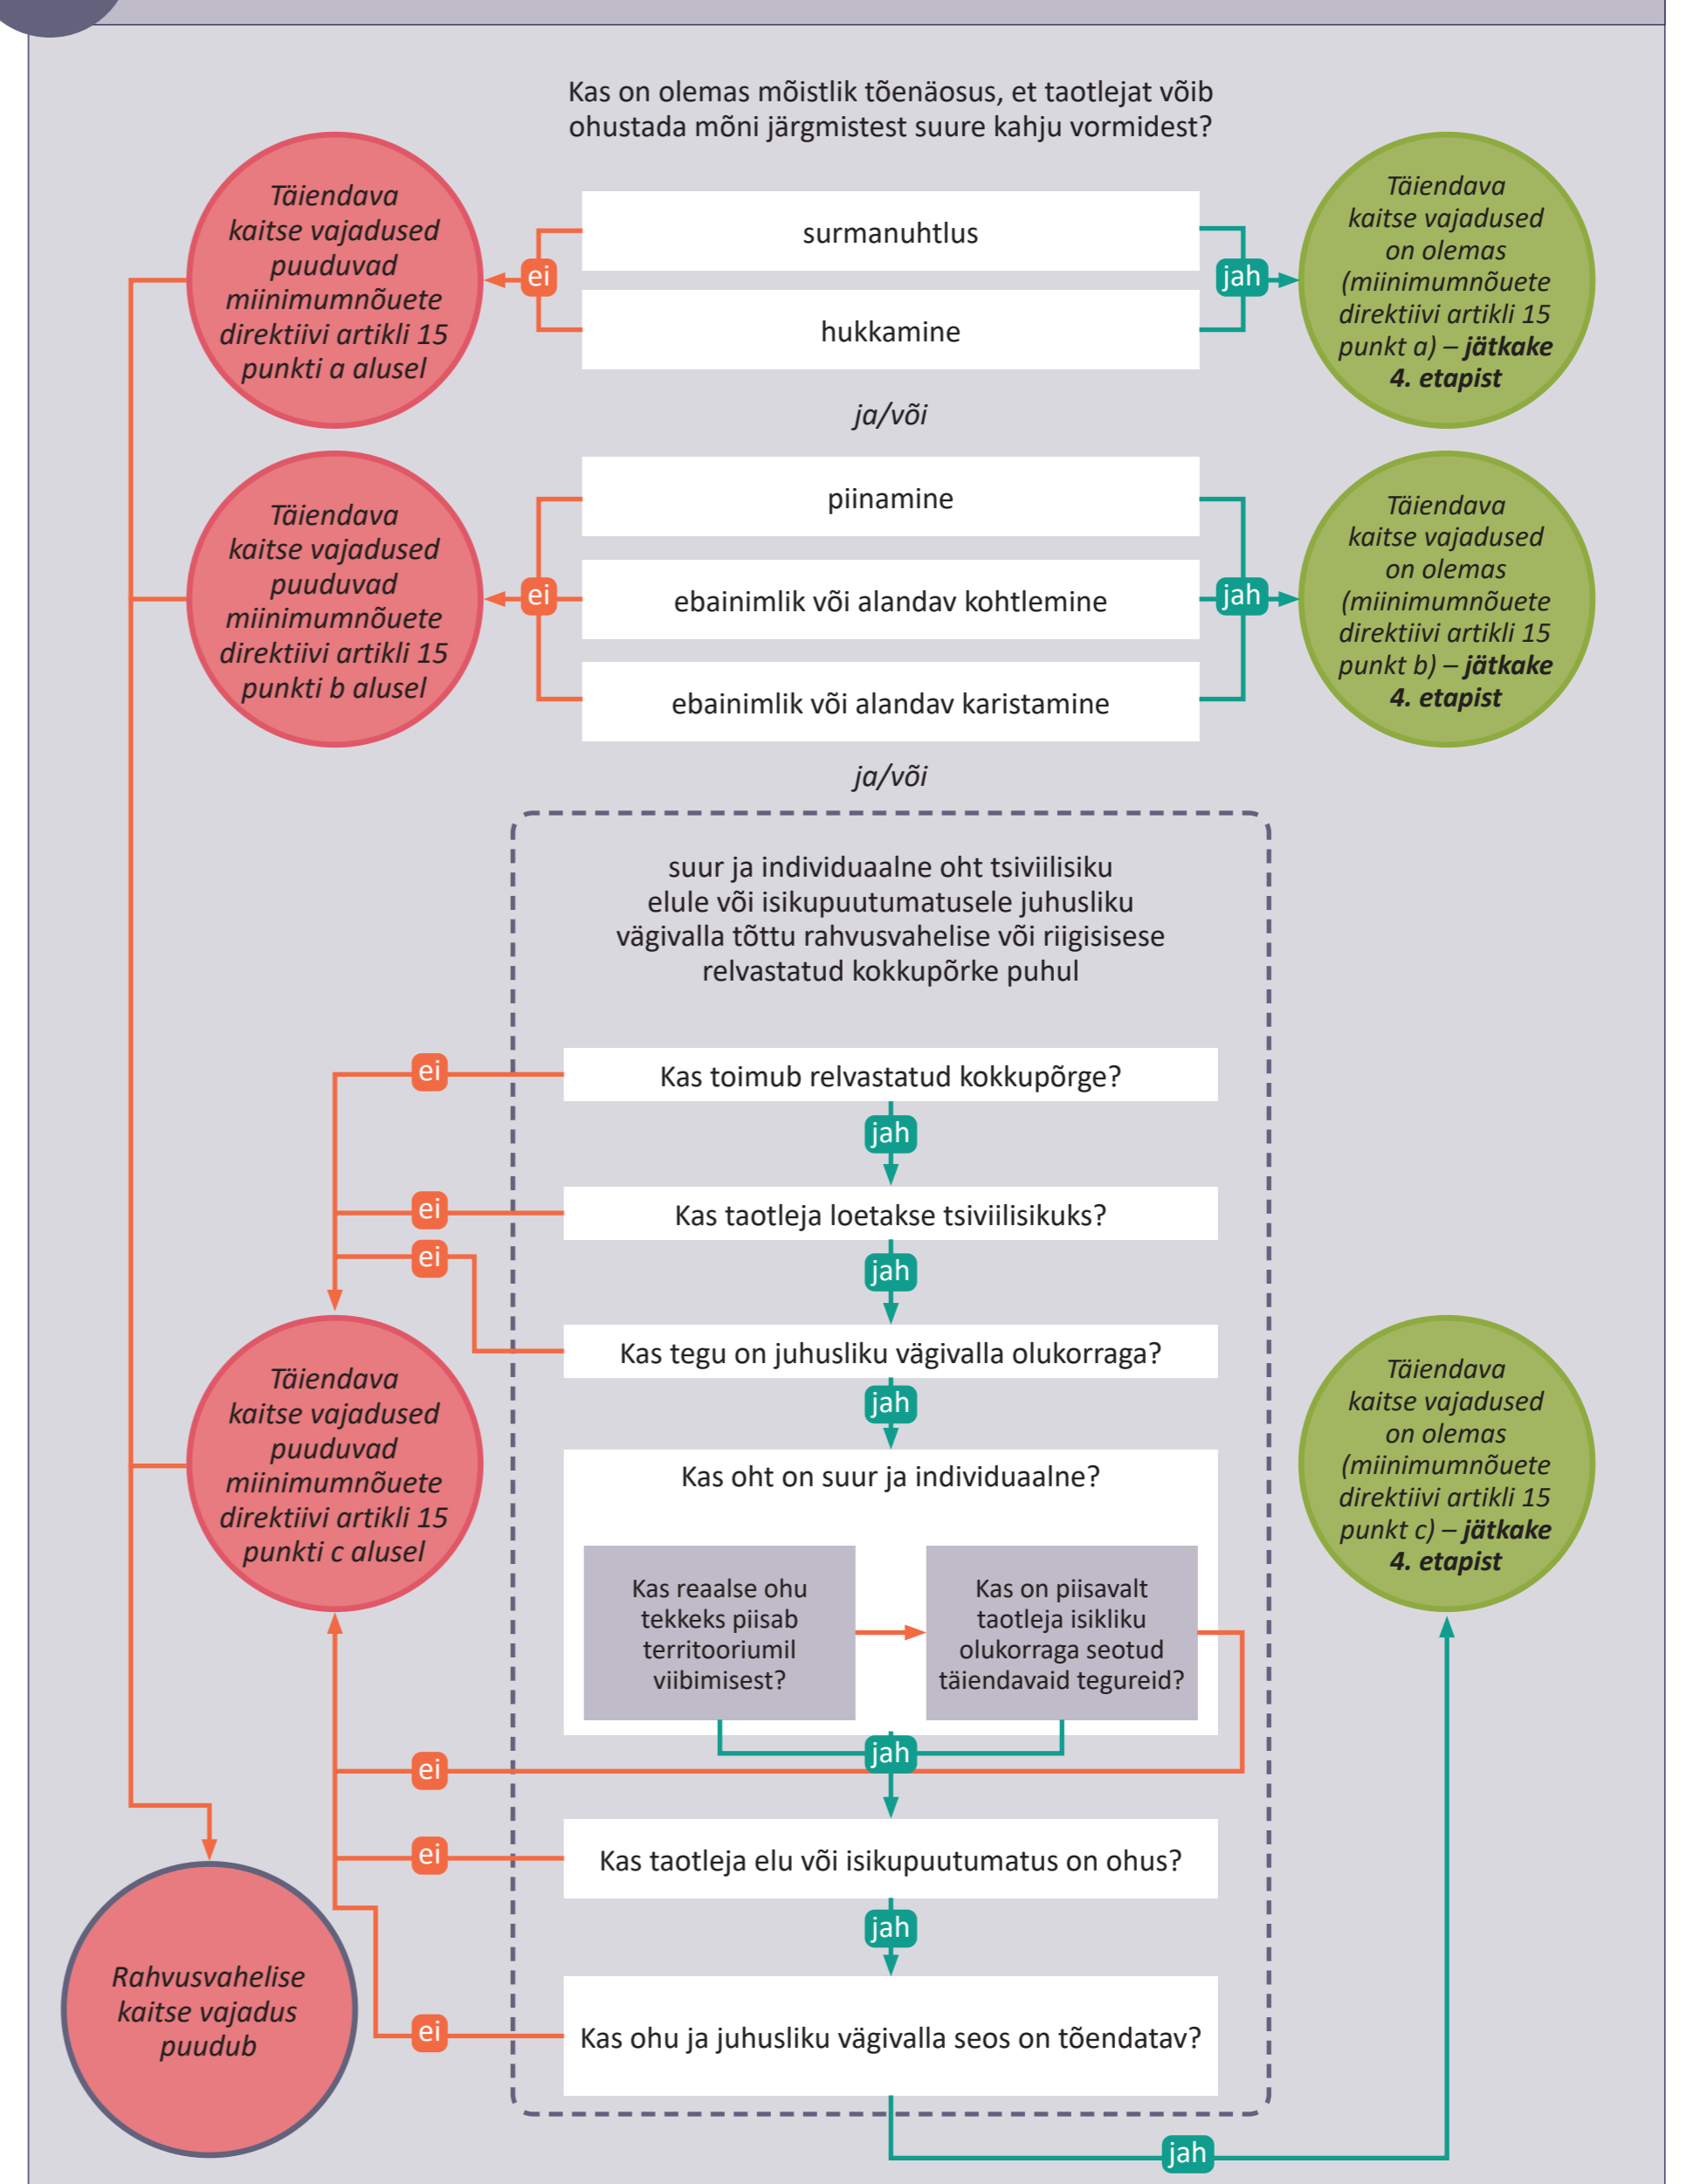 Kas on olemas mõistlik tõenäosus, et taotlejat võib
ohustada mõni järgmistest suure kahju vormidest?
Täiendava
kaitse vajadused
puuduvad
miinimumnõuete
direktiivi artikli 15
punkti a alusel
ei
surmanuhtlus
hukkamine
jah
Täiendava
kaitse vajadused
on olemas
(miinimumnõuete
direktiivi artikli 15
punkt a) – jätkake
4. etapist
ja/või
Täiendava
kaitse vajadused
puuduvad
miinimumnõuete
direktiivi artikli 15
punkti b alusel
ei
piinamine
ebainimlik või alandav kohtlemine
ebainimlik või alandav karistamine
jah
Täiendava
kaitse vajadused
on olemas
(miinimumnõuete
direktiivi artikli 15
punkt b) – jätkake
4. etapist
ja/või
suur ja individuaalne oht tsiviilisiku
elule või isikupuutumatusele juhusliku
vägivalla tõttu rahvusvahelise või riigisisese
relvastatud kokkupõrke puhul
ei
Kas toimub relvastatud kokkupõrge?
jah
ei
Kas taotleja loetakse tsiviilisikuks?
ei
jah
Kas tegu on juhusliku vägivalla olukorraga?
jah
Täiendava
kaitse vajadused
puuduvad
miinimumnõuete
direktiivi artikli 15
punkti c alusel
Kas oht on suur ja individuaalne?
Kas reaalse ohu
tekkeks piisab
territooriumil
viibimisest?
Kas on piisavalt
taotleja isikliku
olukorraga seotud
täiendavaid tegureid?
Täiendava
kaitse vajadused
on olemas
(miinimumnõuete
direktiivi artikli 15
punkt c) – jätkake
4. etapist
jah
ei
ei
Kas taotleja elu või isikupuutumatus on ohus?
jah
Rahvusvahelise
kaitse vajadus
puudub
ei
Kas ohu ja juhusliku vägivalla seos on tõendatav?
jah